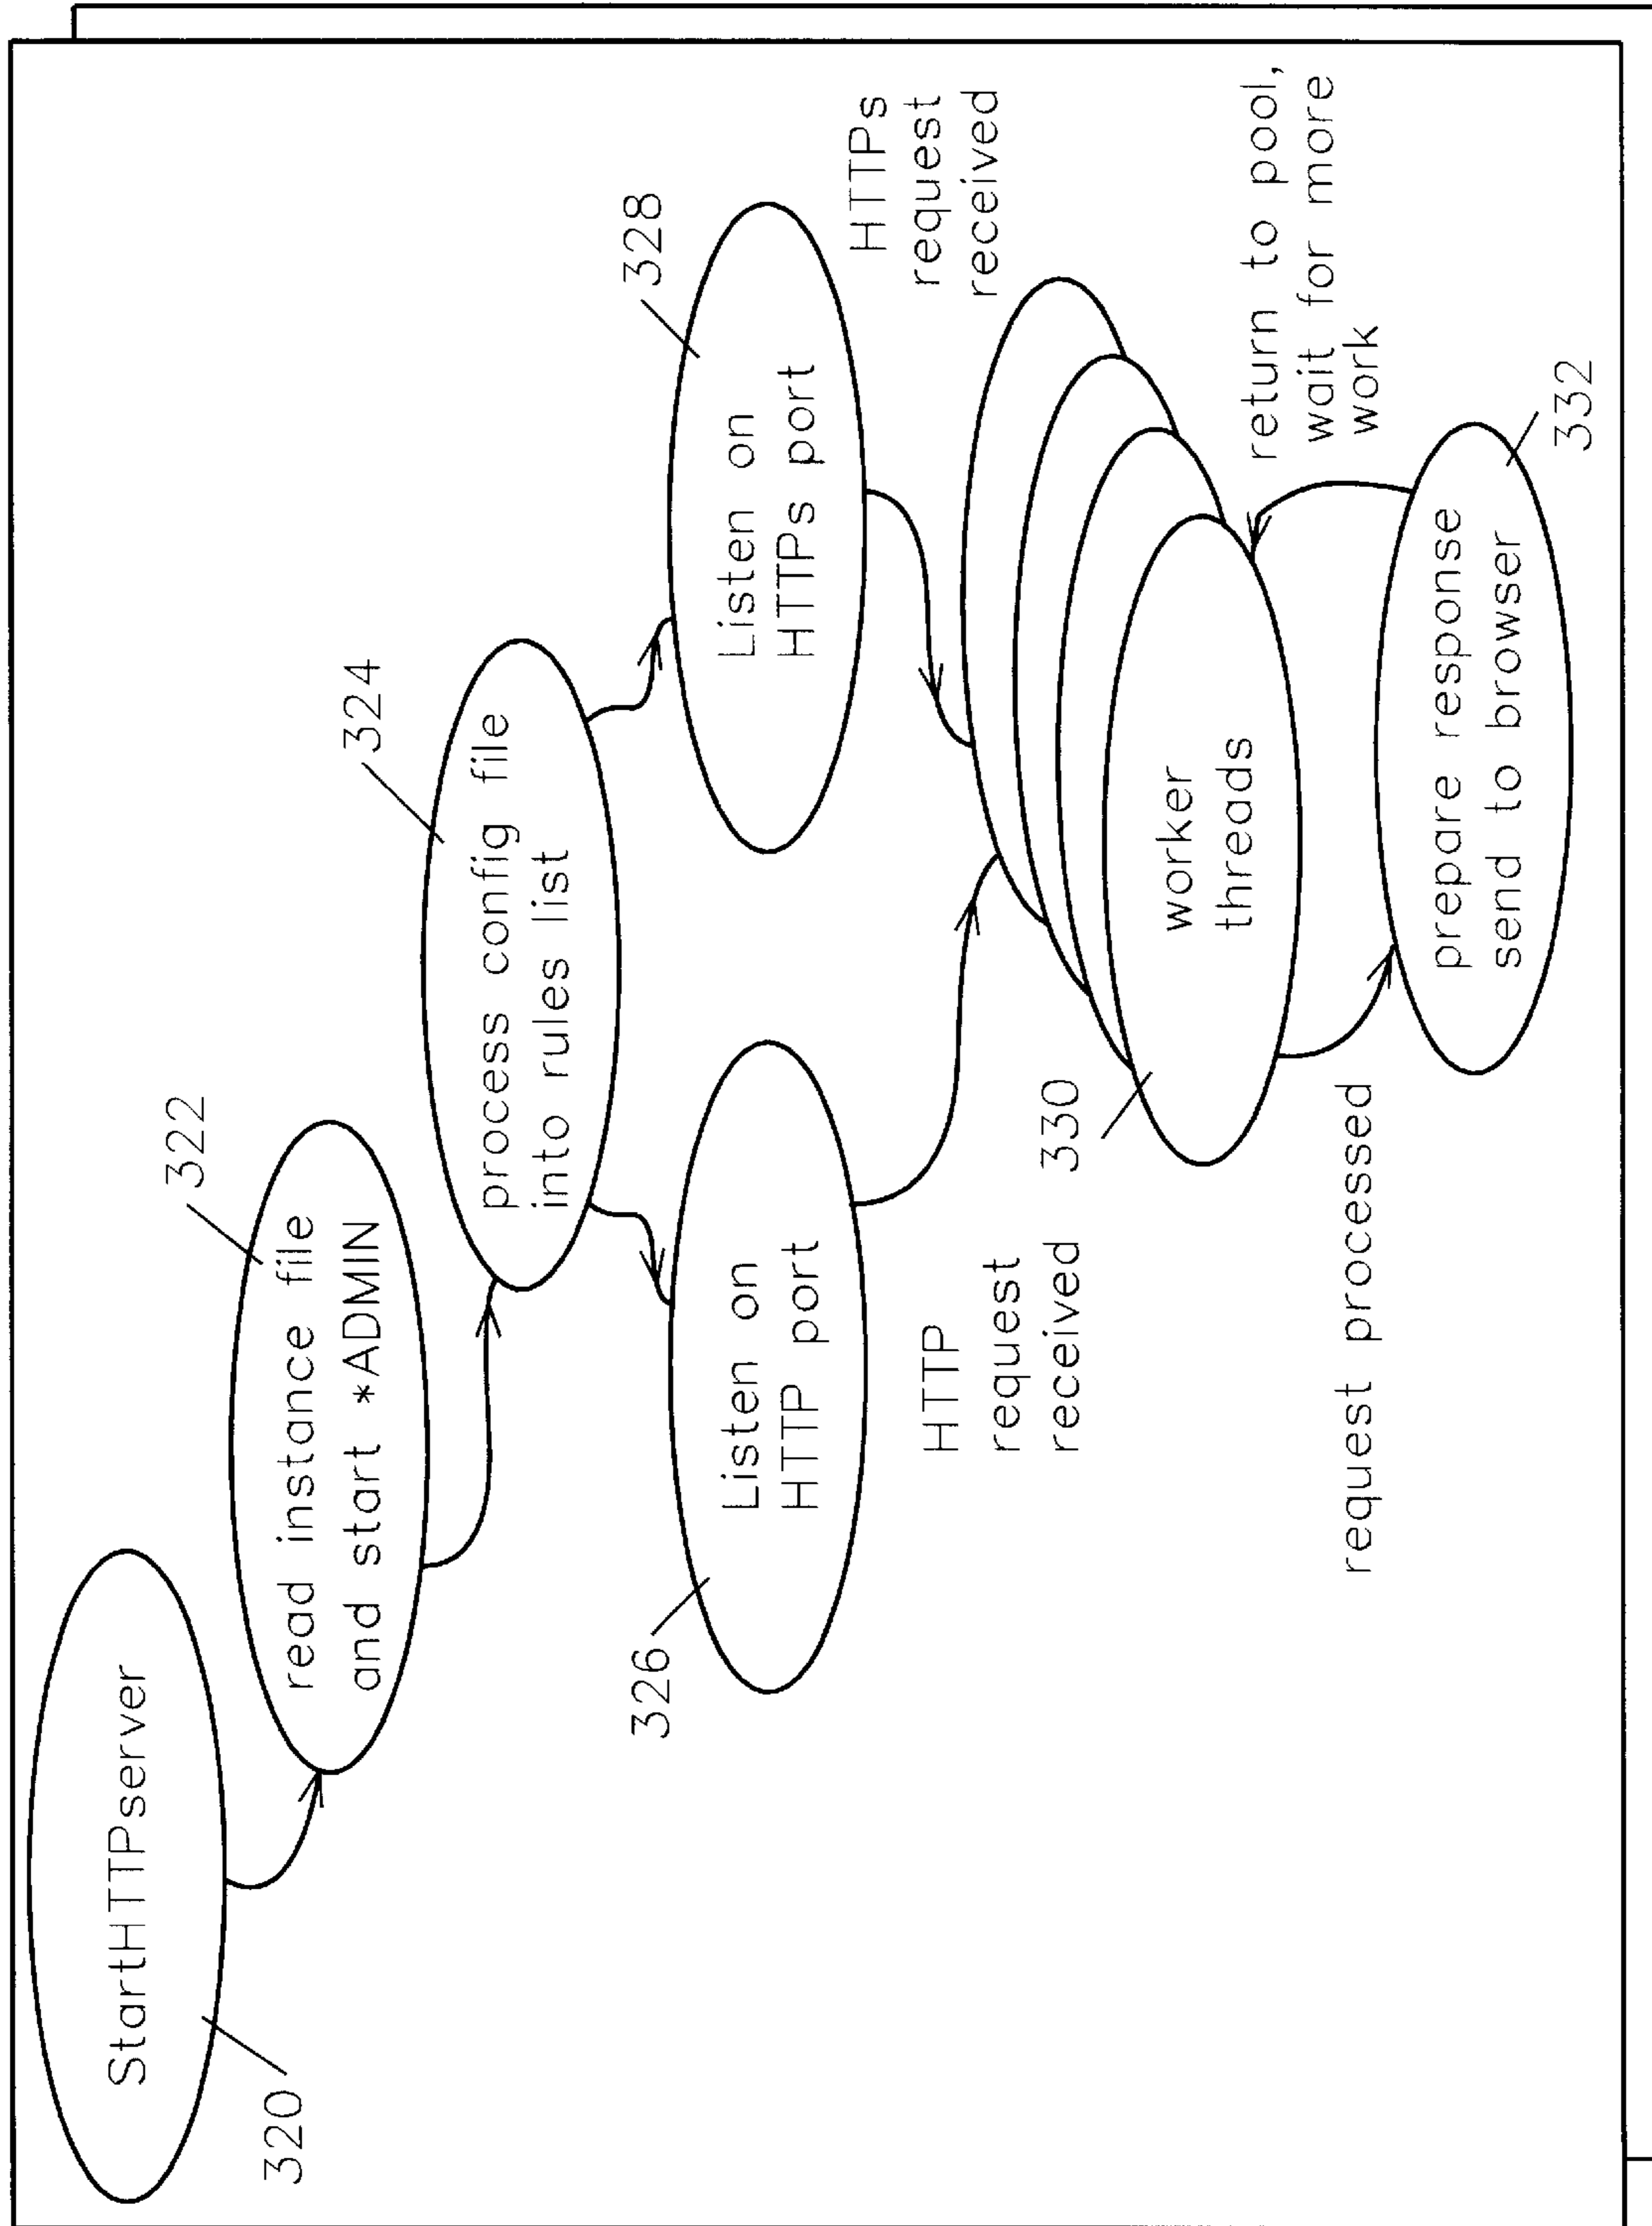 StartHTTPserver
320
322
read instance file
and start *ADMIN
324
process config file
into rules list
326
Listen on
HTTP port
328
Listen on
HTTPs port
HTTP
request
received
HTTPs
request
received
330
worker
threads
return to pool,
wait for more
work
request processed
prepare response
send to browser
332